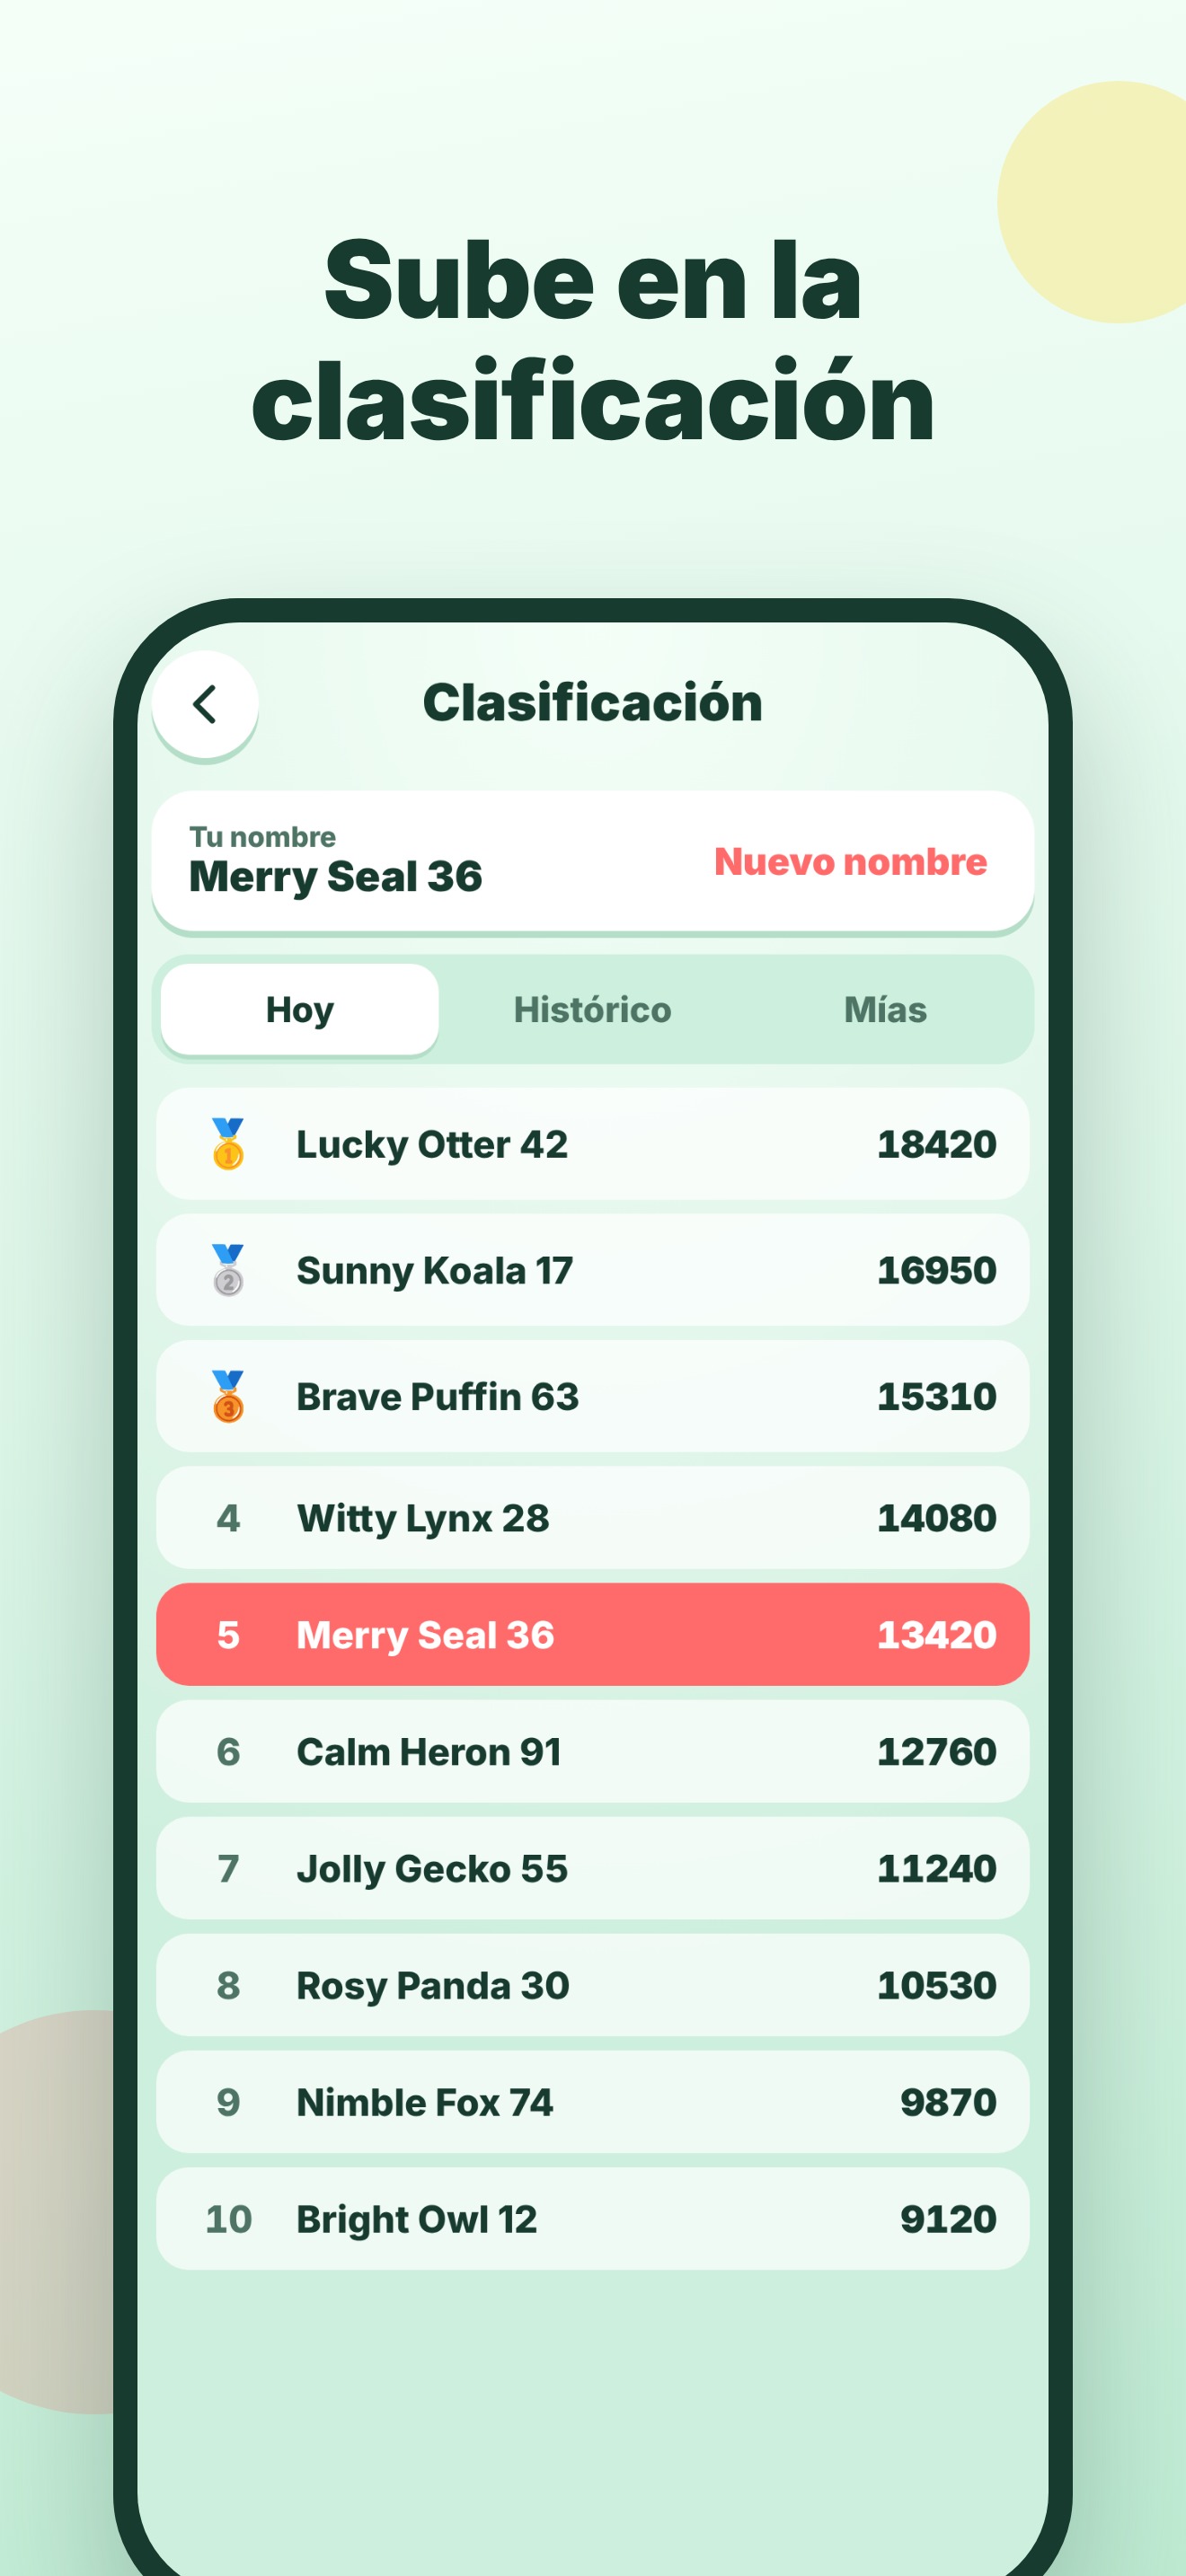 Sube en la
clasificación
Clasificación
Tu nombre
Merry Seal 36
Nuevo nombre
Hoy Histórico Mías
1 Lucky Otter 42 18420
2 Sunny Koala 17 16950
3 Brave Puffin 63 15310
4 Witty Lynx 28 14080
5 Merry Seal 36 13420
6 Calm Heron 91 12760
7 Jolly Gecko 55 11240
8 Rosy Panda 30 10530
9 Nimble Fox 74 9870
10 Bright Owl 12 9120